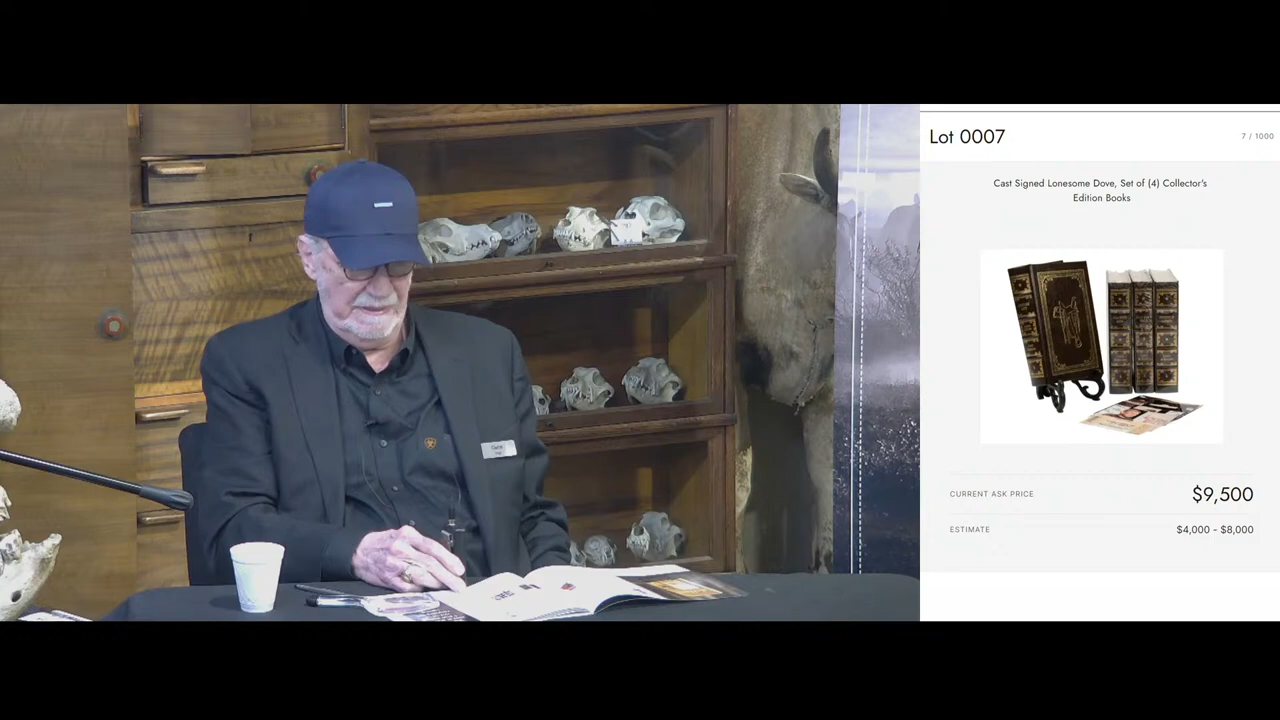 Lot 0007
7 / 1000
Cast Signed Lonesome Dove, Set of (4) Collector's
Edition Books
CURRENT ASK PRICE
$9,500
ESTIMATE
$4,000 - $8,000